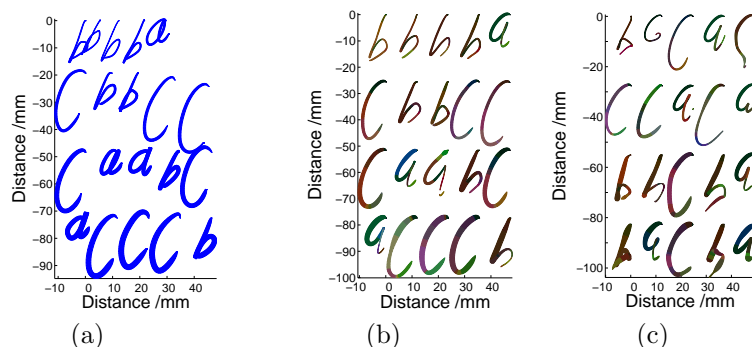 0
−10
−20
−30
−40
−50
−60
−70
−80
−90
Distance /mm
b b b b a
C b b C C
C a a b C
a C C C b
−10 0 10 20 30 40
Distance /mm
(a)
0
−10
−20
−30
−40
−50
−60
−70
−80
−90
−100
Distance /mm
b b b b a
C b b C C
C a a b C
a C C C b
−10 0 10 20 30 40
Distance /mm
(b)
0
−20
−40
−60
−80
−100
Distance /mm
b C a
C C a C a
b b C b a
b a C b a
−10 0 10 20 30 40
Distance /mm
(c)